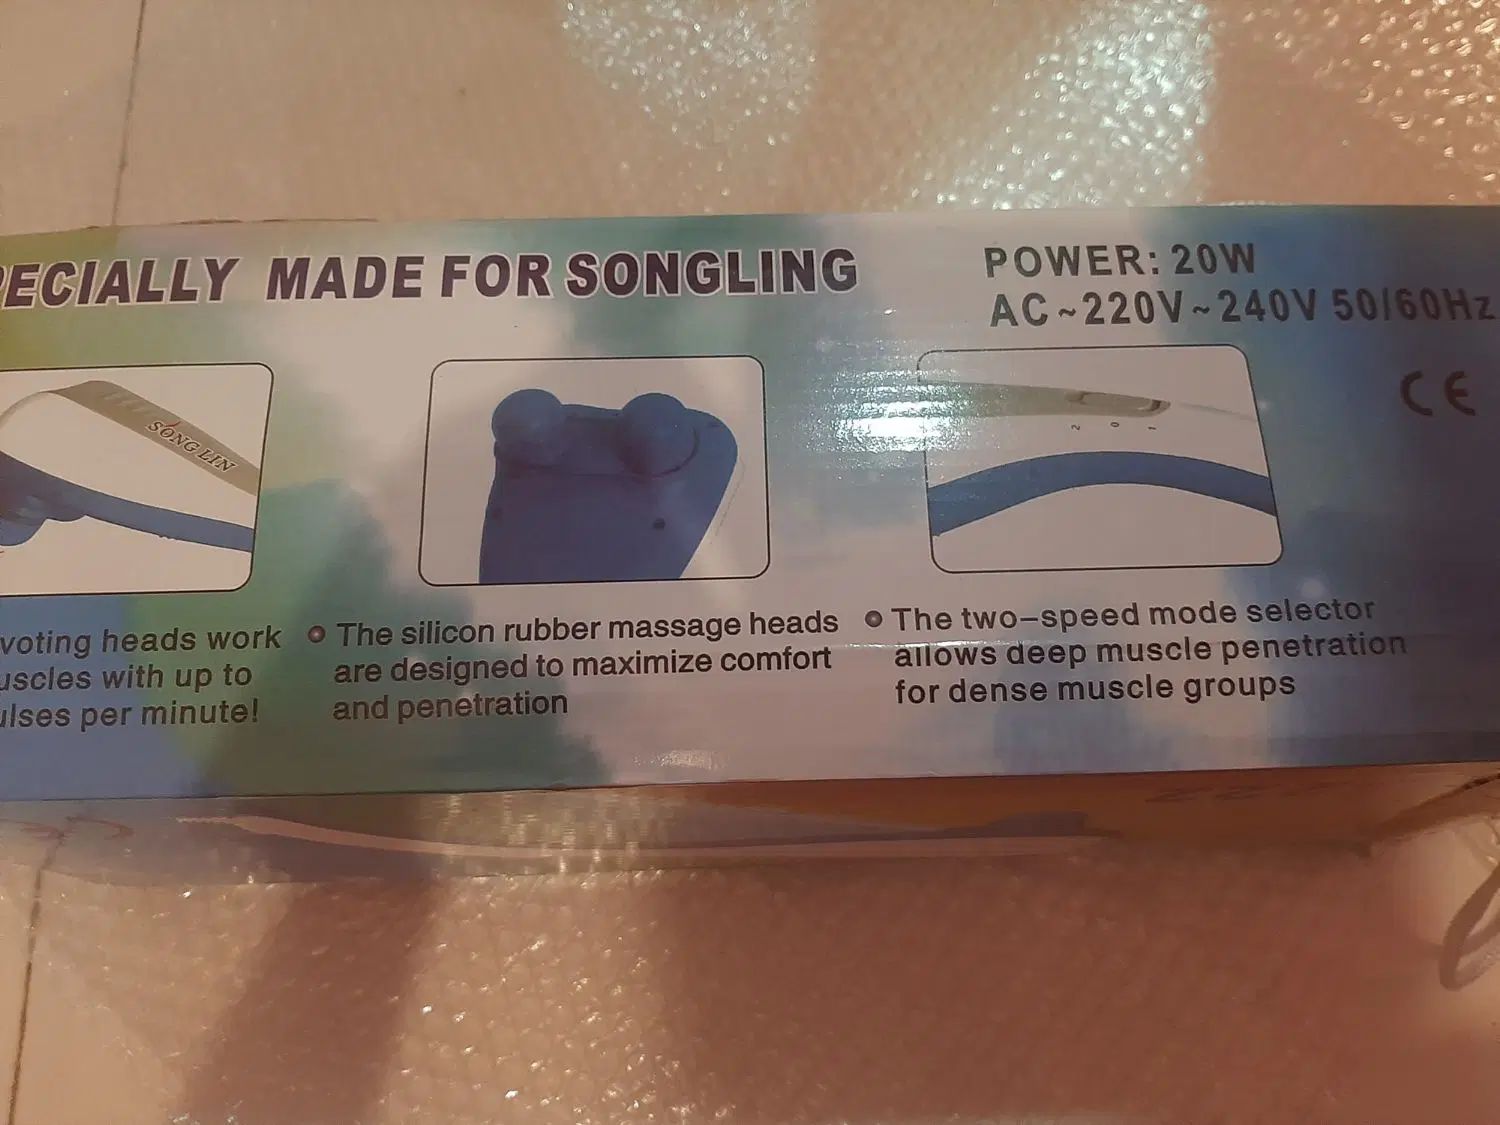 PECIALLY MADE FOR SONGLING
POWER: 20W
AC~220V~240V 50/60Hz
CE
SONG LIN
2 0 1
voting heads work
uscles with up to
ulses per minute!
The silicon rubber massage heads
are designed to maximize comfort
and penetration
The two-speed mode selector
allows deep muscle penetration
for dense muscle groups